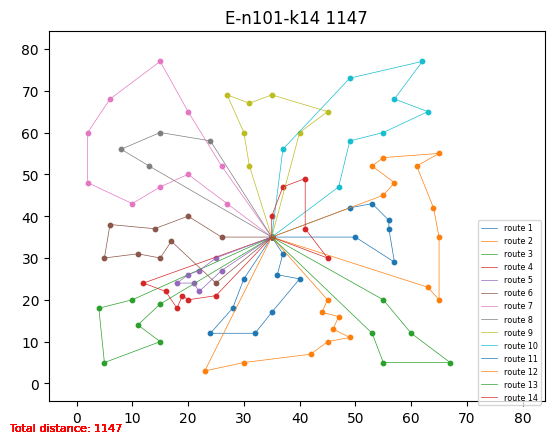 E-n101-k14 1147
80
70
60
50
40
30
20
10
0
route 1
route 2
route 3
route 4
route 5
route 6
route 7
route 8
route 9
route 10
route 11
route 12
route 13
route 14
0 10 20 30 40 50 60 70 80
Total distance: 1147